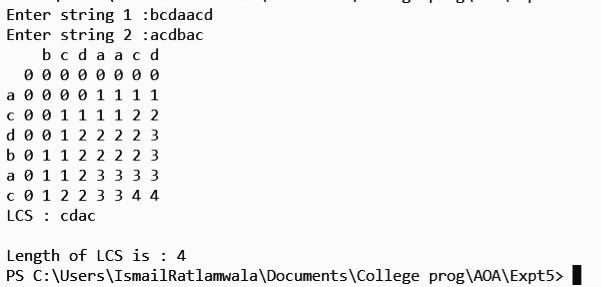 Enter string 1 :bcdaacd
Enter string 2 :acdbac
b c d a a c d
0 0 0 0 0 0 0 0
a 0 0 0 0 1 1 1 1
c 0 0 1 1 1 1 2 2
d 0 0 1 2 2 2 2 3
b 0 1 1 2 2 2 2 3
a 0 1 1 2 3 3 3 3
c 0 1 2 2 3 3 4 4
LCS : cdac
Length of LCS is : 4
PS C:\Users\IsmailRatlamwala\Documents\College prog\AOA\Expt5>